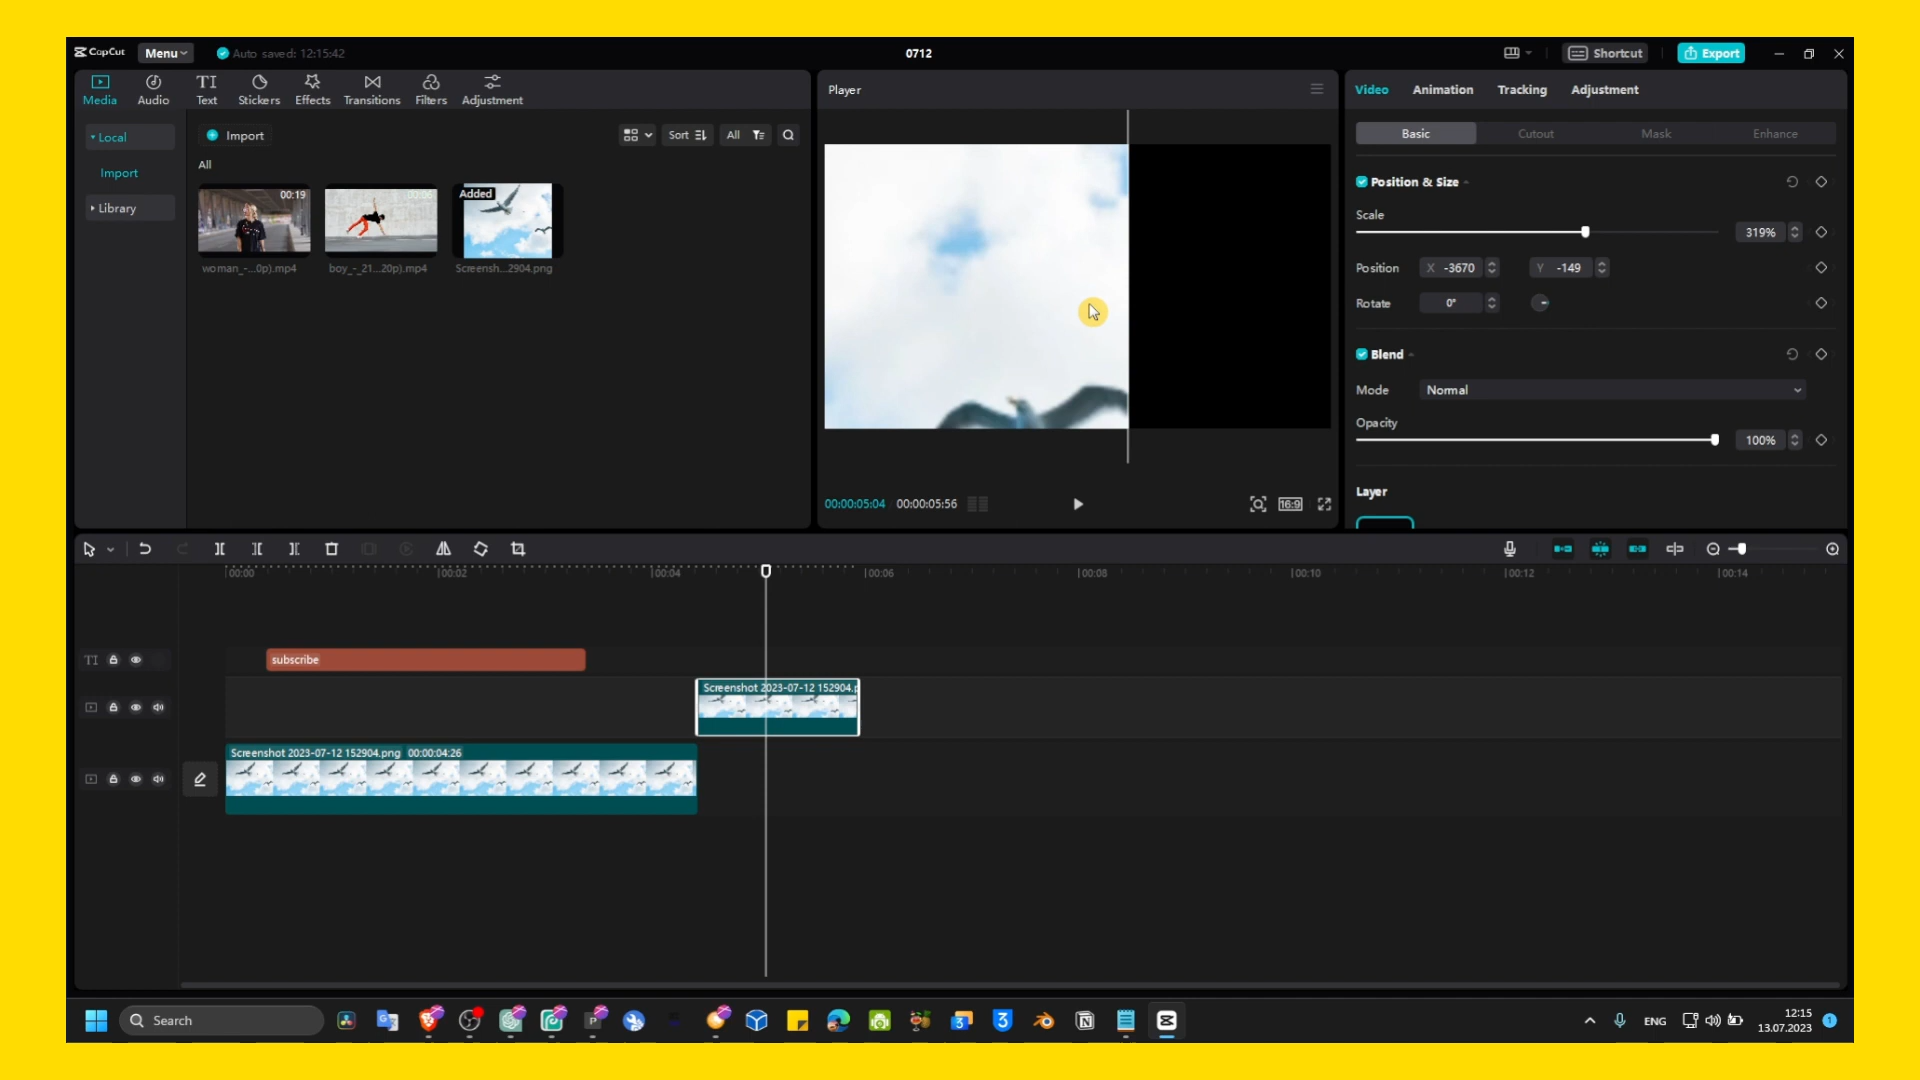 CapCut Menu Auto saved: 12:15:42 0712 Shortcut Export
Media Audio Text Stickers Effects Transitions Filters Adjustment
Local
Import
Library
Import Sort All
All
00:19
00:06
Added
woman_-...0p).mp4 boy_-_21...20p).mp4 Screensh...2904.png
Player
00:00:05:04 00:00:05:56 16:9
Video Animation Tracking Adjustment
Basic Cutout Mask Enhance
Position & Size
Scale
319%
Position X -3670 Y -149
Rotate 0°
Blend
Mode Normal
Opacity
100%
Layer
00:00 00:02 00:04 00:06 00:08 00:10 00:12 00:14
TI subscribe
Screenshot 2023-07-12 152904.p
Screenshot 2023-07-12 152904.png 00:00:04:26
Search ENG 12:15
13.07.2023 1